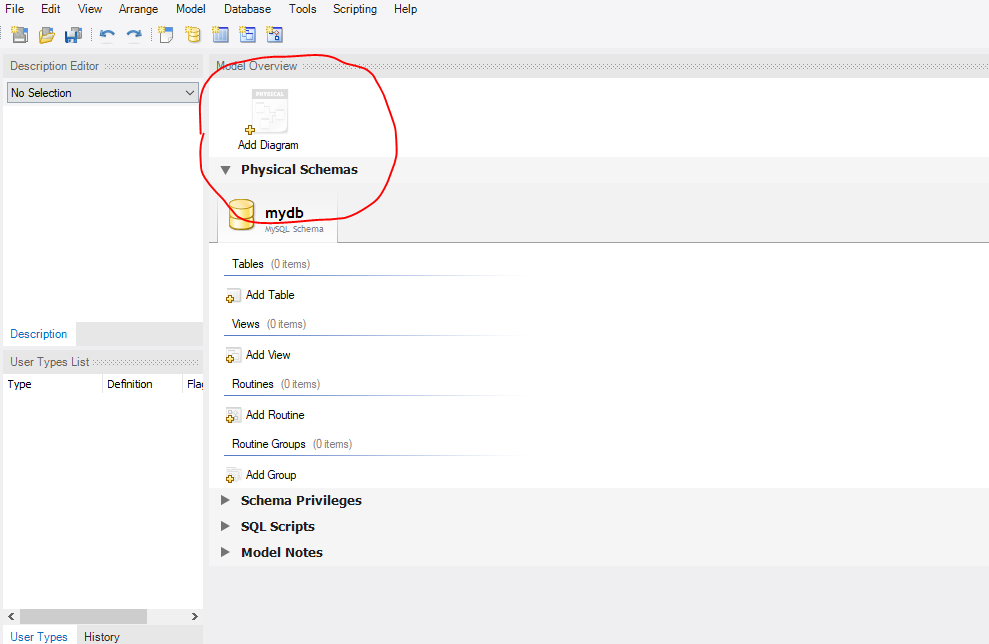 File Edit View Arrange Model Database Tools Scripting Help
Description Editor
No Selection
Description
User Types List
Type Definition Flag
User Types History
Model Overview
PHYSICAL
Add Diagram
Physical Schemas
mydb
MySQL Schema
Tables (0 items)
Add Table
Views (0 items)
Add View
Routines (0 items)
Add Routine
Routine Groups (0 items)
Add Group
Schema Privileges
SQL Scripts
Model Notes